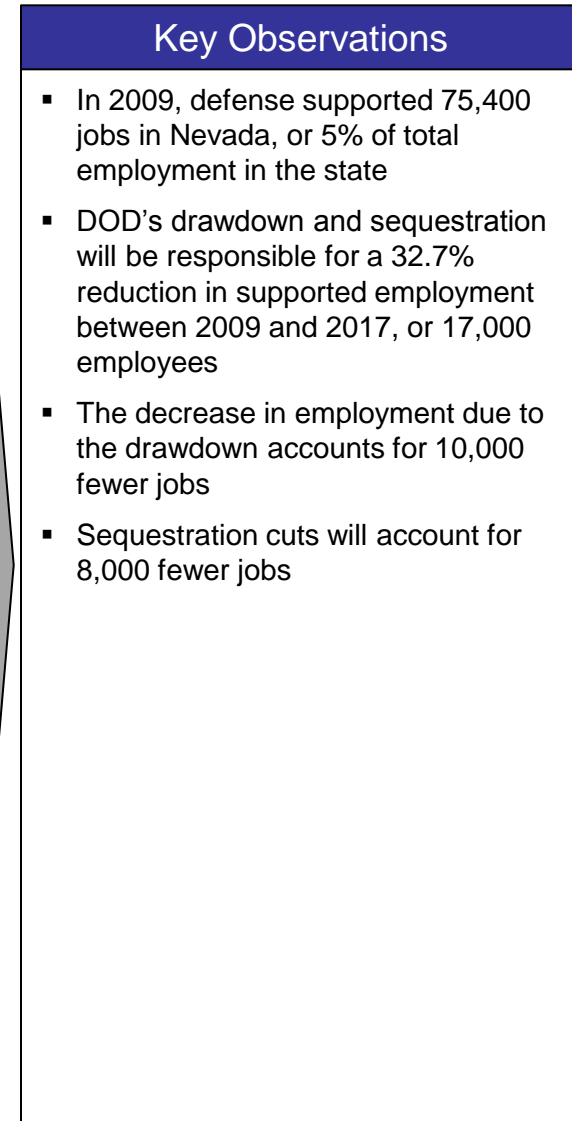 Key Observations
▪ In 2009, defense supported 75,400
jobs in Nevada, or 5% of total
employment in the state
▪ DOD’s drawdown and sequestration
will be responsible for a 32.7%
reduction in supported employment
between 2009 and 2017, or 17,000
employees
▪ The decrease in employment due to
the drawdown accounts for 10,000
fewer jobs
▪ Sequestration cuts will account for
8,000 fewer jobs